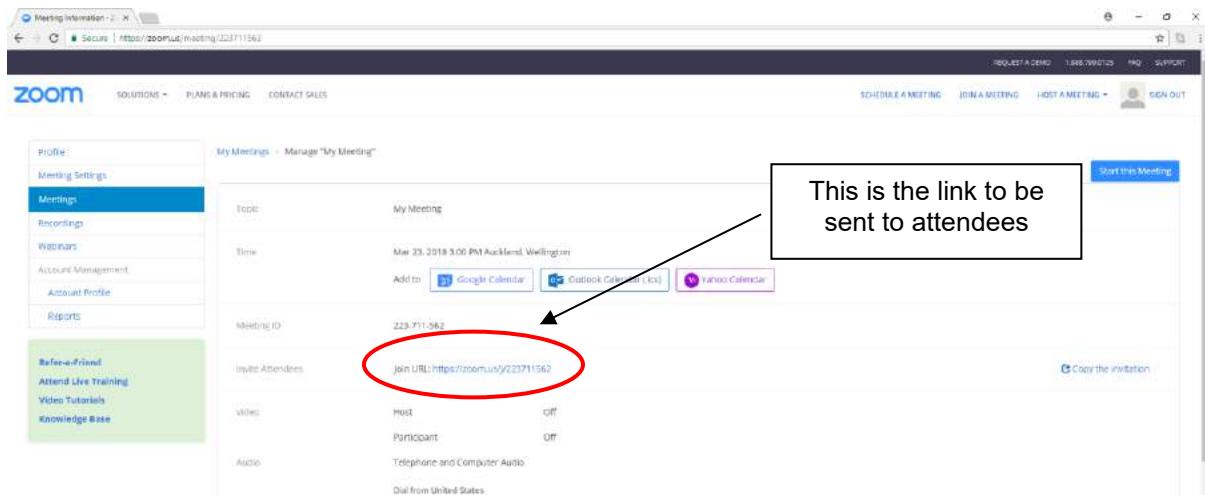 Meeting Information - Z
Secure | https://zoom.us/meeting/223711562
REQUEST A DEMO 1.888.799.0125 FAQ SUPPORT
zoom SOLUTIONS PLANS & PRICING CONTACT SALES SCHEDULE A MEETING JOIN A MEETING HOST A MEETING SIGN OUT
Profile
Meeting Settings
Meetings
Recordings
Webinars
Account Management
Account Profile
Reports
Refer-a-Friend
Attend Live Training
Video Tutorials
Knowledge Base
My Meetings > Manage "My Meeting"
Start this Meeting
This is the link to be
sent to attendees
Topic My Meeting
Time Mar 23, 2018 3:00 PM Auckland, Wellington
Add to Google Calendar Outlook Calendar (.ics) Yahoo Calendar
Meeting ID 223-711-562
Invite Attendees Join URL: https://zoom.us/j/223711562 Copy the invitation
Video Host Off
Participant Off
Audio Telephone and Computer Audio
Dial from United States